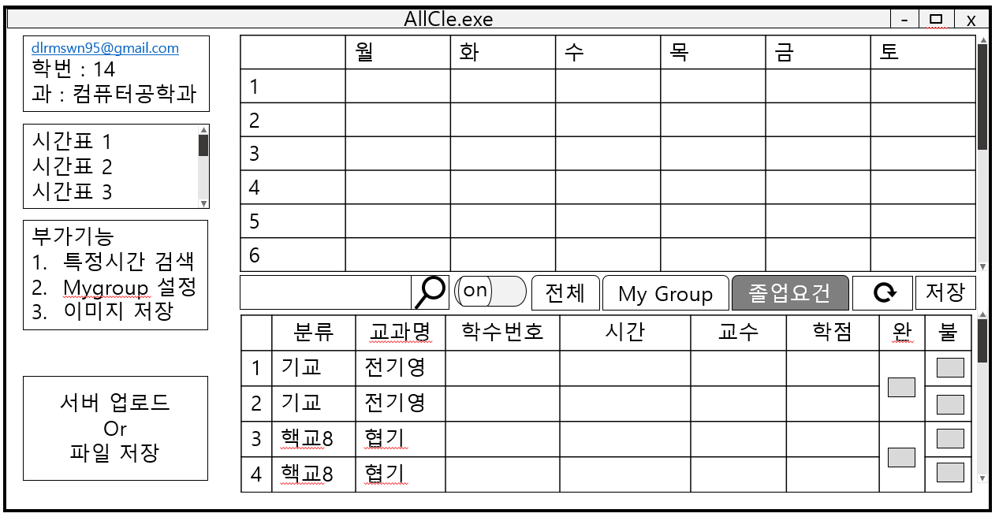 AllCle.exe - x
dlrmswn95@gmail.com
학번 : 14
과 : 컴퓨터공학과
시간표 1
시간표 2
시간표 3
부가기능
1. 특정시간 검색
2. Mygroup 설정
3. 이미지 저장
서버 업로드
Or
파일 저장
월 화 수 목 금 토
1
2
3
4
5
6
on 전체 My Group 졸업요건 저장
분류 교과명 학수번호 시간 교수 학점 완 불
1 기교 전기영
2 기교 전기영
3 핵교8 협기
4 핵교8 협기